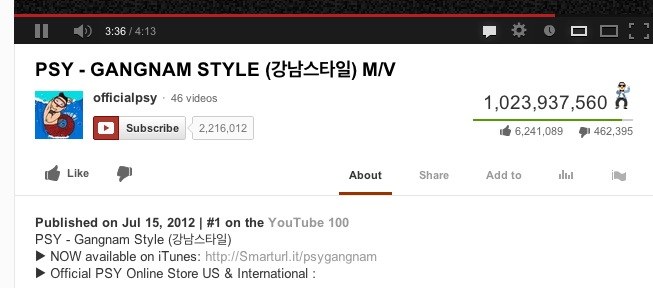 3:36 / 4:13
PSY - GANGNAM STYLE (강남스타일) M/V
officialpsy · 46 videos
Subscribe 2,216,012
1,023,937,560
6,241,089 462,395
Like About Share Add to
Published on Jul 15, 2012 | #1 on the YouTube 100
PSY - Gangnam Style (강남스타일)
▶ NOW available on iTunes: http://Smarturl.it/psygangnam
▶ Official PSY Online Store US & International :